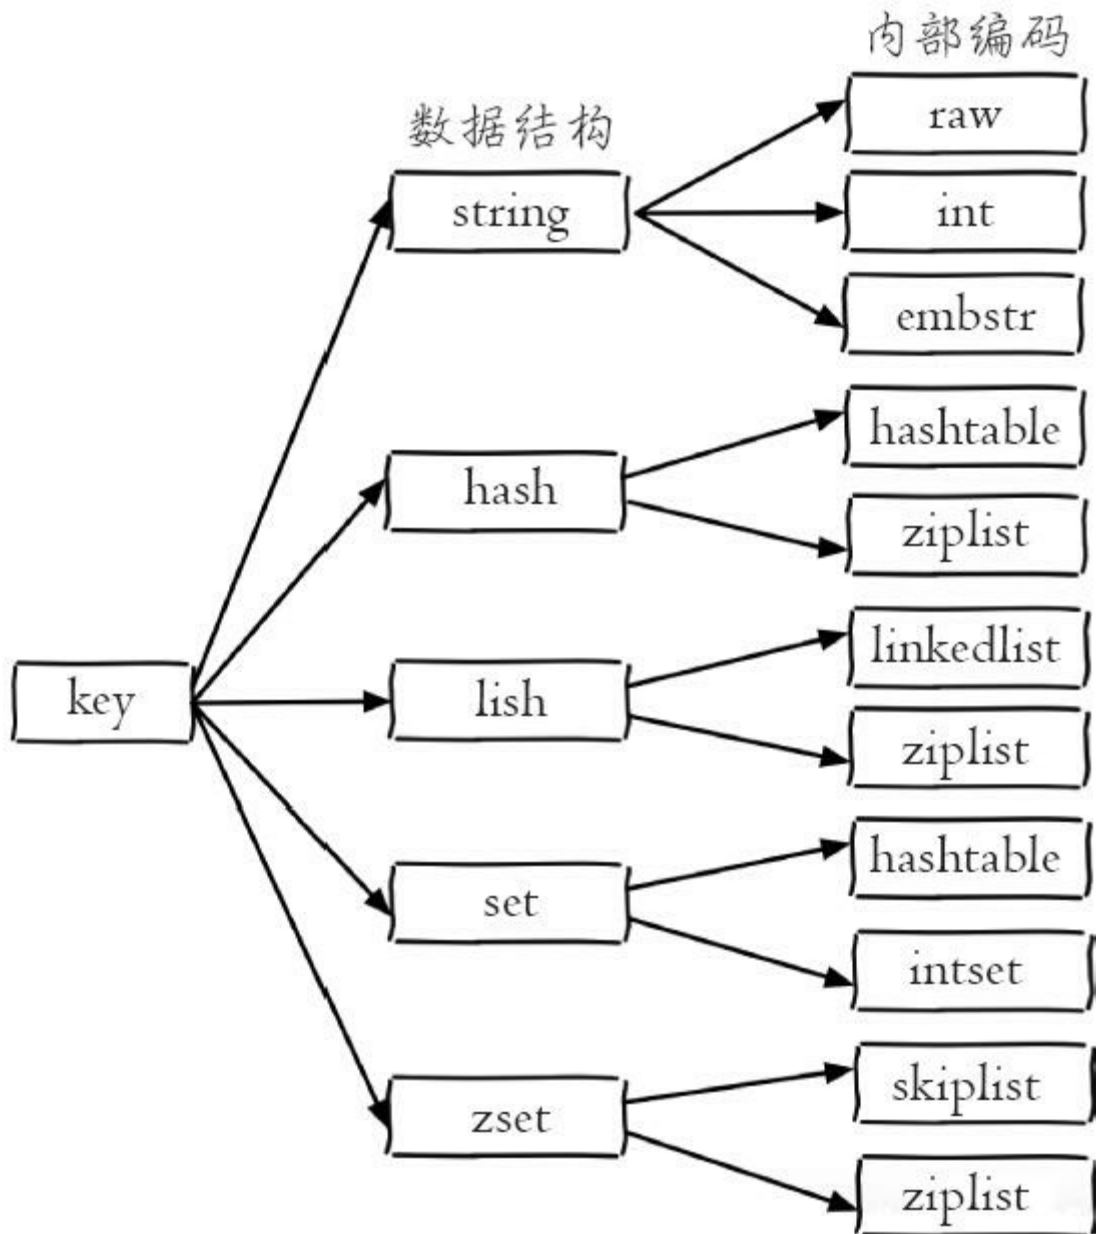 内部编码
raw
数据结构
string
int
embstr
hashtable
hash
ziplist
linkedlist
key
lish
ziplist
hashtable
set
intset
skiplist
zset
ziplist